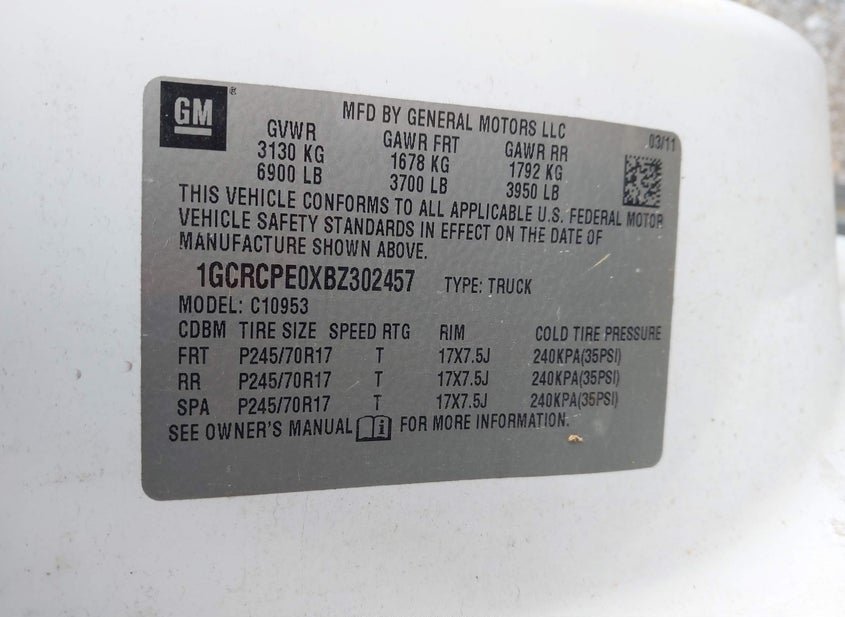 GM®
MFD BY GENERAL MOTORS LLC
03/11
GVWR GAWR FRT GAWR RR
3130 KG 1678 KG 1792 KG
6900 LB 3700 LB 3950 LB
THIS VEHICLE CONFORMS TO ALL APPLICABLE U.S. FEDERAL MOTOR
VEHICLE SAFETY STANDARDS IN EFFECT ON THE DATE OF
MANUFACTURE SHOWN ABOVE.
1GCRCPE0XBZ302457 TYPE: TRUCK
MODEL: C10953
CDBM TIRE SIZE SPEED RTG RIM COLD TIRE PRESSURE
FRT P245/70R17 T 17X7.5J 240KPA(35PSI)
RR P245/70R17 T 17X7.5J 240KPA(35PSI)
SPA P245/70R17 T 17X7.5J 240KPA(35PSI)
SEE OWNER'S MANUAL i FOR MORE INFORMATION.